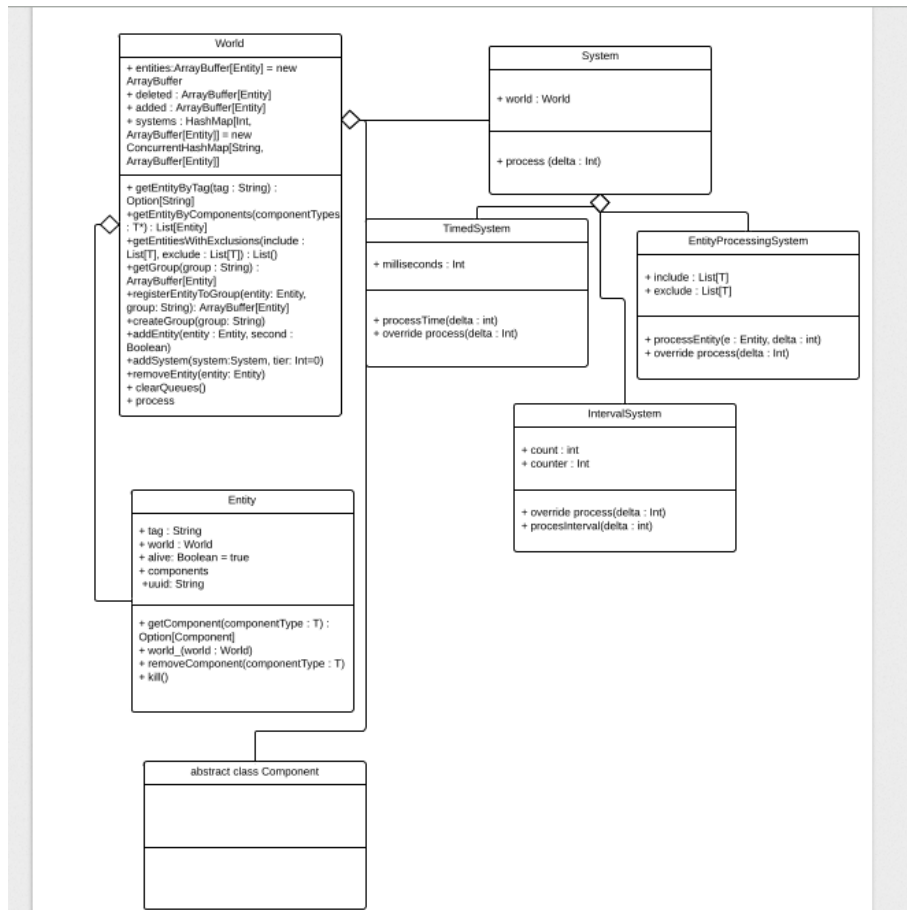 World
+ entities:ArrayBuffer[Entity] = new
ArrayBuffer
+ deleted : ArrayBuffer[Entity]
+ added : ArrayBuffer[Entity]
+ systems : HashMap[Int,
ArrayBuffer[Entity]] = new
ConcurrentHashMap[String,
ArrayBuffer[Entity]]
+ getEntityByTag(tag : String) :
Option[String]
+getEntityByComponents(componentTypes
: T*) : List[Entity]
+getEntitiesWithExclusions(include :
List[T], exclude : List[T]) : List()
+getGroup(group : String) :
ArrayBuffer[Entity]
+registerEntityToGroup(entity: Entity,
group: String): ArrayBuffer[Entity]
+createGroup(group: String)
+addEntity(entity : Entity, second :
Boolean)
+addSystem(system:System, tier: Int=0)
+removeEntity(entity: Entity)
+ clearQueues()
+ process
System
+ world : World
+ process (delta : Int)
TimedSystem
+ milliseconds : Int
+ processTime(delta : int)
+ override process(delta : Int)
EntityProcessingSystem
+ include : List[T]
+ exclude : List[T]
+ processEntity(e : Entity, delta : int)
+ override process(delta : Int)
IntervalSystem
+ count : int
+ counter : Int
+ override process(delta : Int)
+ procesInterval(delta : int)
Entity
+ tag : String
+ world : World
+ alive: Boolean = true
+ components
+uuid: String
+ getComponent(componentType : T) :
Option[Component]
+ world_(world : World)
+ removeComponent(componentType : T)
+ kill()
abstract class Component